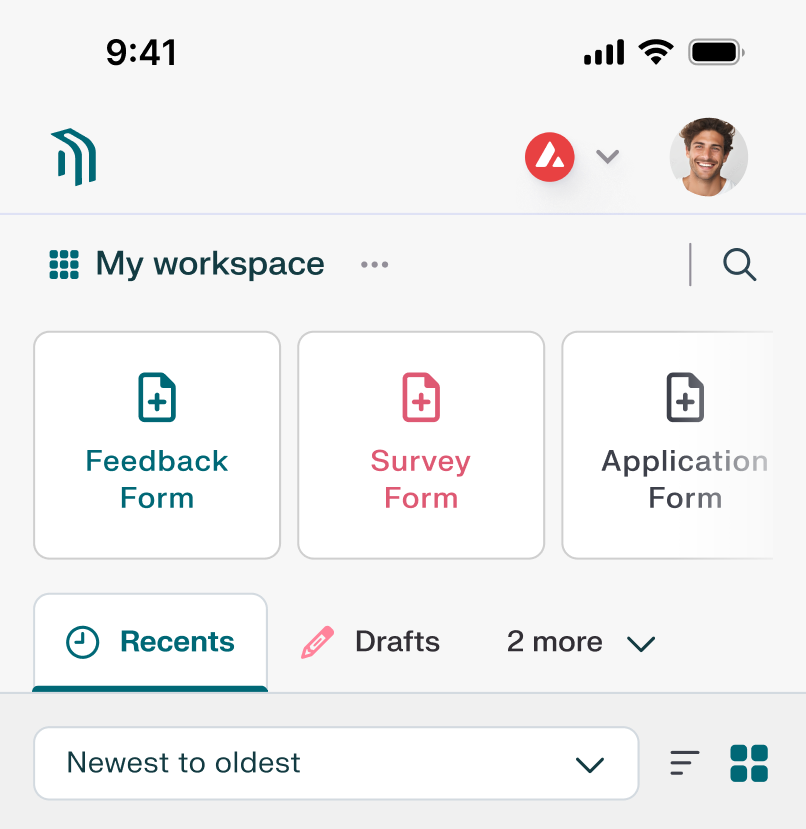 9:41
My workspace
Feedback
Form
Survey
Form
Application
Form
Recents
Drafts
2 more
Newest to oldest